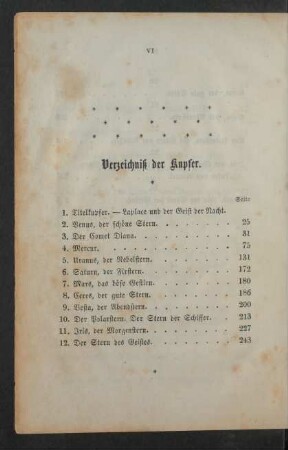 VI
Verzeichniß der Kupfer.
Seite
1. Titelkupfer. — Laplace und der Geist der Nacht.
2. Venus, der schöne Stern. 25
3. Der Comet Diana. 31
4. Mercur. 75
5. Uranus, der Nebelstern. 131
6. Saturn, der Fixstern. 172
7. Mars, das böse Gestirn. 180
8. Ceres, der gute Stern. 186
9. Vesta, der Abendstern. 200
10. Der Polarstern. Der Stern der Schiffer. 213
11. Iris, der Morgenstern. 227
12. Der Stern des Geistes. 243